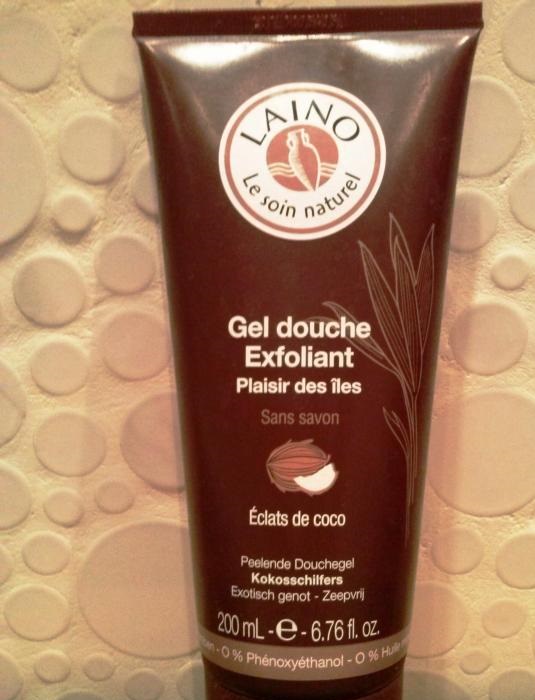 LAINO
Le soin naturel
Gel douche
Exfoliant
Plaisir des îles
Sans savon
Éclats de coco
Peelende Douchegel
Kokosschilfers
Exotisch genot - Zeepvrij
200 mL - e - 6.76 fl. oz.
- 0 % Phénoxyéthanol - 0 % Huile